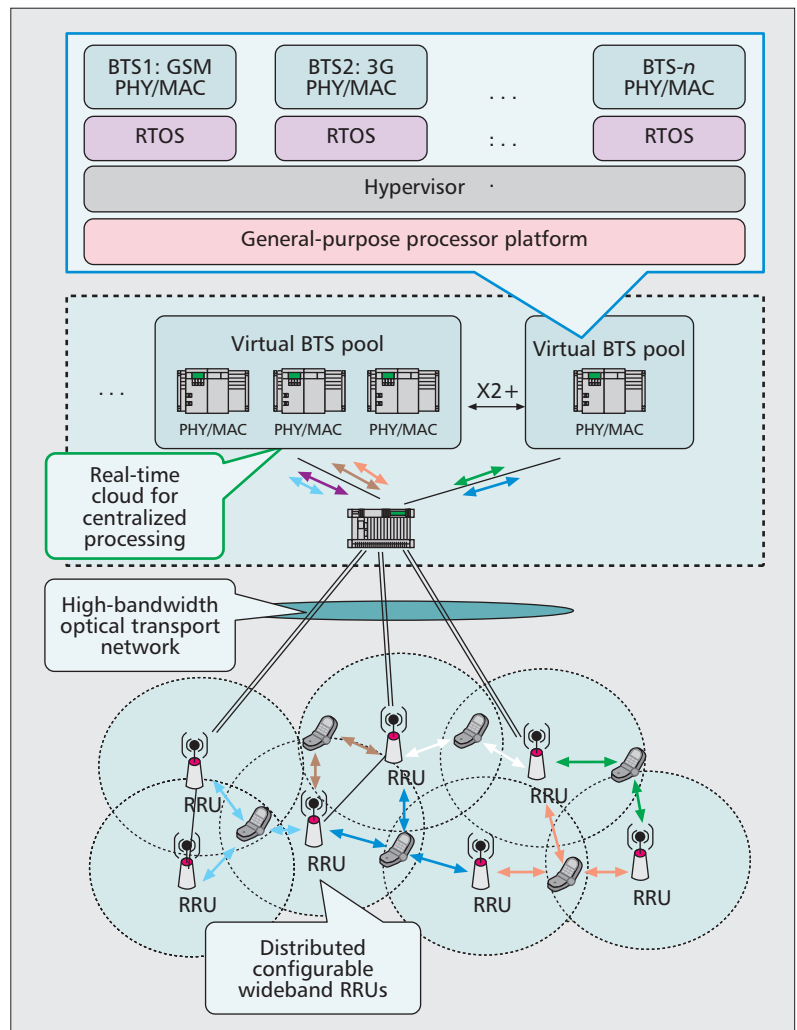 BTS1: GSM
PHY/MAC
BTS2: 3G
PHY/MAC
. . .
BTS-n
PHY/MAC
RTOS
RTOS
: . .
RTOS
Hypervisor ·
General-purpose processor platform
Virtual BTS pool
Virtual BTS pool
. . .
X2+
PHY/MAC
PHY/MAC
PHY/MAC
PHY/MAC
Real-time
cloud for
centralized
processing
High-bandwidth
optical transport
network
RRU
RRU
RRU
RRU
RRU
RRU
RRU
Distributed
configurable
wideband RRUs